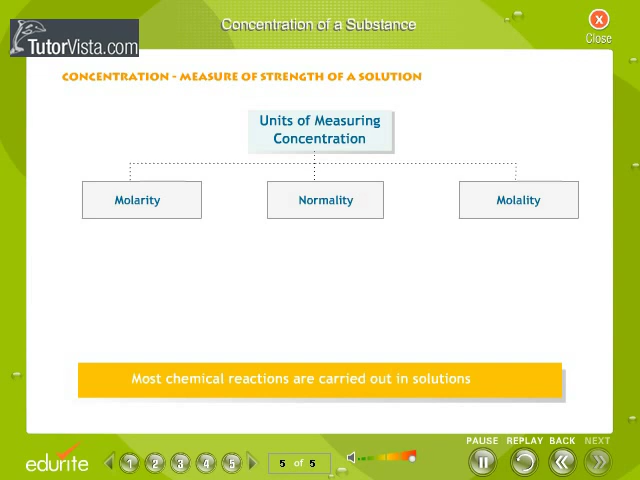 Concentration of a Substance
x
Close
TutorVista.com
CONCENTRATION - MEASURE OF STRENGTH OF A SOLUTION
Units of Measuring
Concentration
Molarity
Normality
Molality
Most chemical reactions are carried out in solutions
PAUSE REPLAY BACK NEXT
edurite
1 2 3 4 5
5 of 5